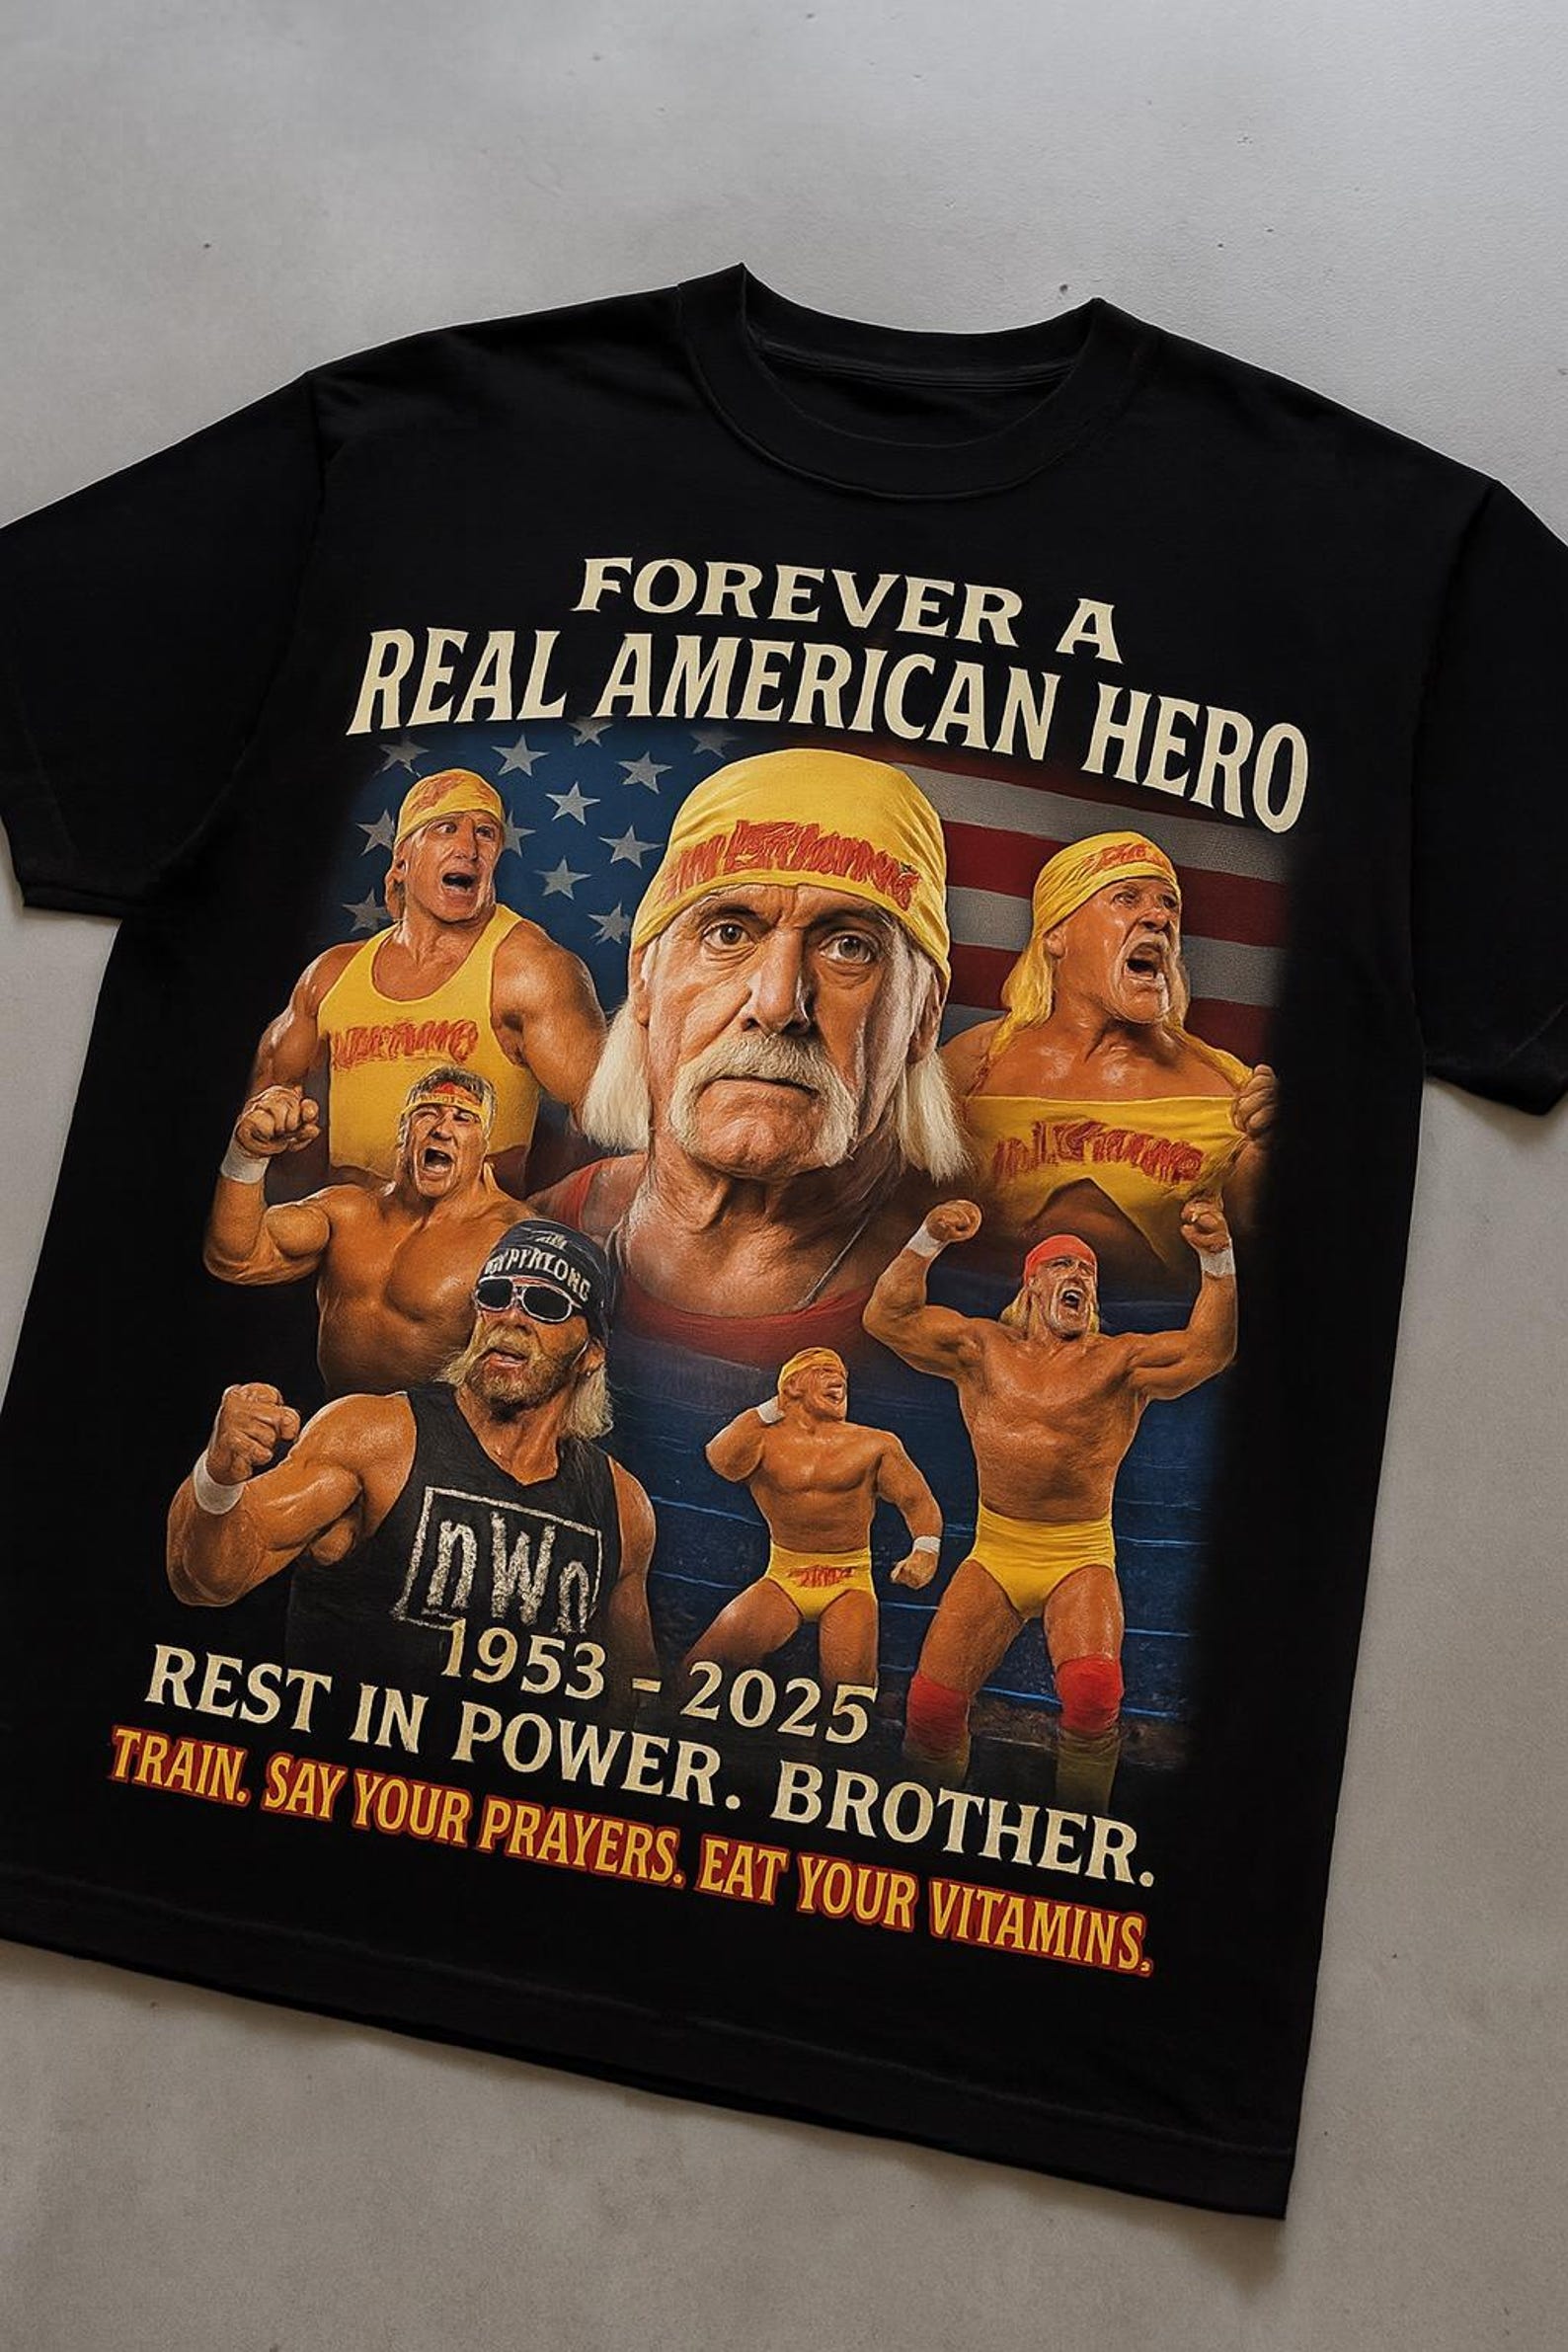 FOREVER A
REAL AMERICAN HERO
nWo
1953 – 2025
REST IN POWER. BROTHER.
TRAIN. SAY YOUR PRAYERS. EAT YOUR VITAMINS.